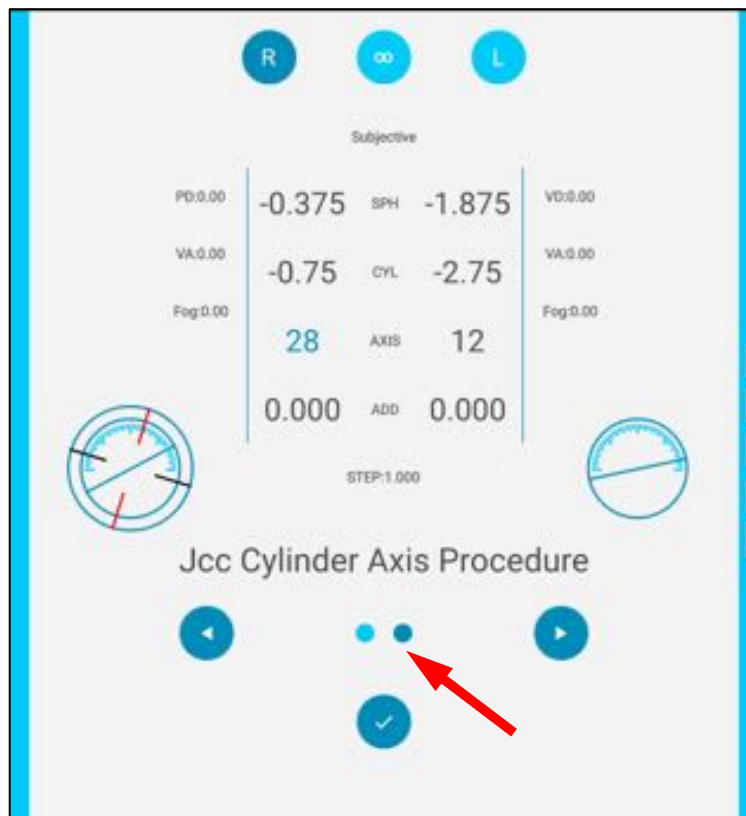 R ∞ L
Subjective
PD:0.00 -0.375 SPH -1.875 VD:0.00
VA:0.00 -0.75 CYL -2.75 VA:0.00
Fog:0.00 Fog:0.00
28 AXIS 12
0.000 ADD 0.000
STEP:1.000
Jcc Cylinder Axis Procedure